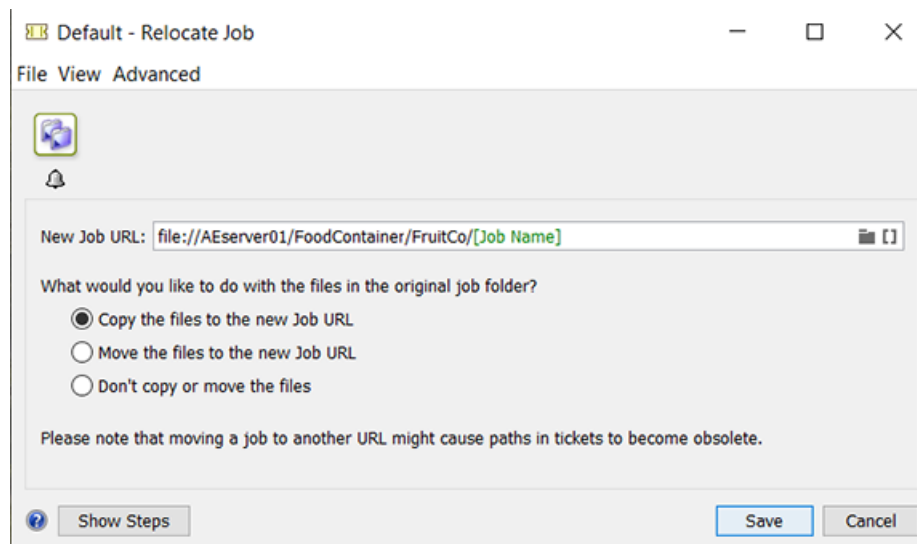 Default - Relocate Job
File View Advanced
New Job URL: file://AEserver01/FoodContainer/FruitCo/[Job Name]
What would you like to do with the files in the original job folder?
Copy the files to the new Job URL
Move the files to the new Job URL
Don't copy or move the files
Please note that moving a job to another URL might cause paths in tickets to become obsolete.
Show Steps Save Cancel